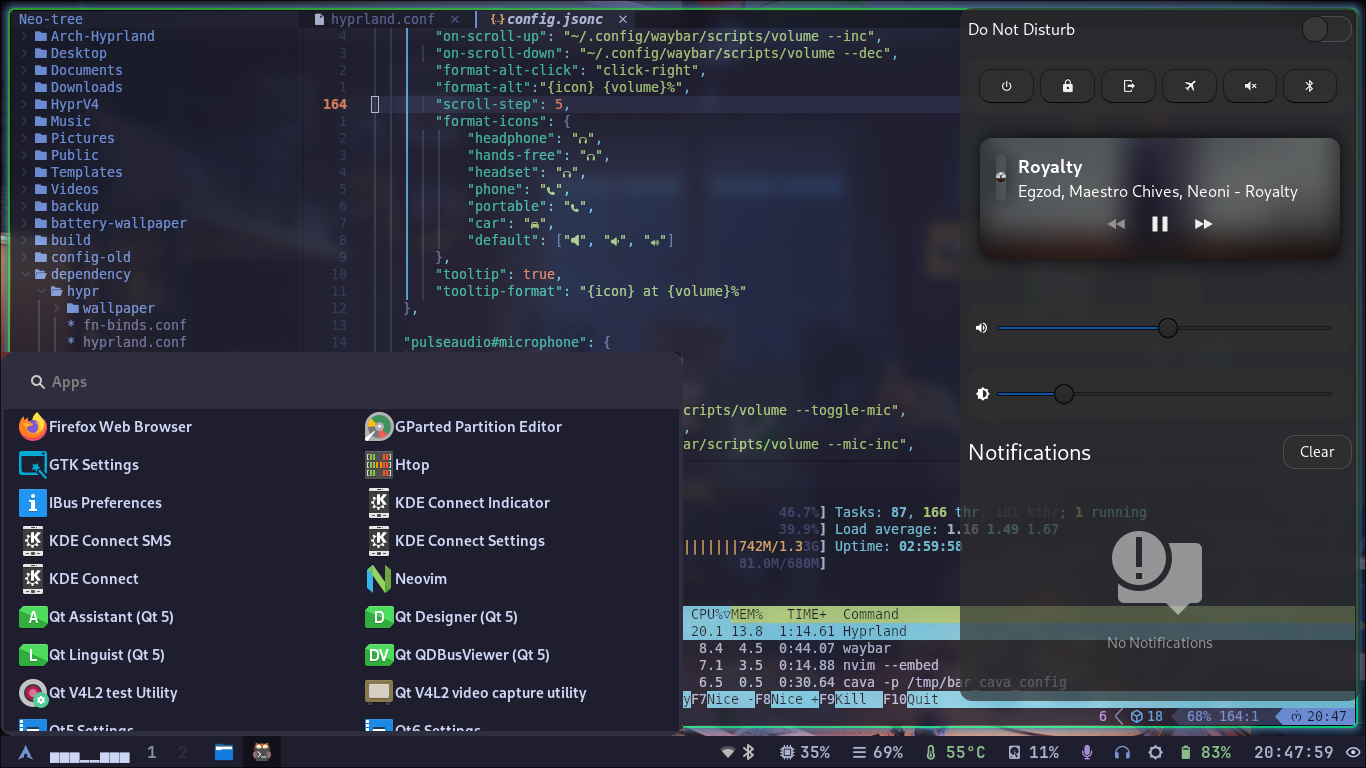 Neo-tree
Arch-Hyprland
Desktop
Documents
Downloads
HyprV4
Music
Pictures
Public
Templates
Videos
backup
battery-wallpaper
build
config-old
dependency
hypr
wallpaper
* fn-binds.conf
* hyprland.conf
hyprland.conf × {..}config.jsonc ×
4 "on-scroll-up": "~/.config/waybar/scripts/volume --inc",
3 "on-scroll-down": "~/.config/waybar/scripts/volume --dec",
2 "format-alt-click": "click-right",
1 "format-alt":"{icon} {volume}%",
164 "scroll-step": 5,
1 "format-icons": {
2 "headphone": "",
3 "hands-free": "",
4 "headset": "",
5 "phone": "",
6 "portable": "",
7 "car": "",
8 "default": ["", "", ""]
9 },
10 "tooltip": true,
11 "tooltip-format": "{icon} at {volume}%"
12 },
13
14 "pulseaudio#microphone": {
cripts/volume --toggle-mic",
,
ar/scripts/volume --mic-inc",
Apps
Firefox Web Browser
GParted Partition Editor
GTK Settings
Htop
IBus Preferences
KDE Connect Indicator
KDE Connect SMS
KDE Connect Settings
KDE Connect
Neovim
Qt Assistant (Qt 5)
Qt Designer (Qt 5)
Qt Linguist (Qt 5)
Qt QDBusViewer (Qt 5)
Qt V4L2 test Utility
Qt V4L2 video capture utility
Qt5 Settings
Qt6 Settings
46.7%] Tasks: 87, 166 thr, 101 kthr; 1 running
39.9%] Load average: 1.16 1.49 1.67
|||||||742M/1.33G] Uptime: 02:59:58
81.0M/680M]
CPU%▽MEM% TIME+ Command
20.1 13.8 1:14.61 Hyprland
8.4 4.5 0:44.07 waybar
7.1 3.5 0:14.88 nvim --embed
6.5 0.5 0:30.64 cava -p /tmp/bar_cava_config
yF7Nice -F8Nice +F9Kill F10Quit
6 18 68% 164:1 20:47
Do Not Disturb
Royalty
Egzod, Maestro Chives, Neoni - Royalty
Notifications
Clear
No Notifications
1 2
35% 69% 55°C 11% 83% 20:47:59